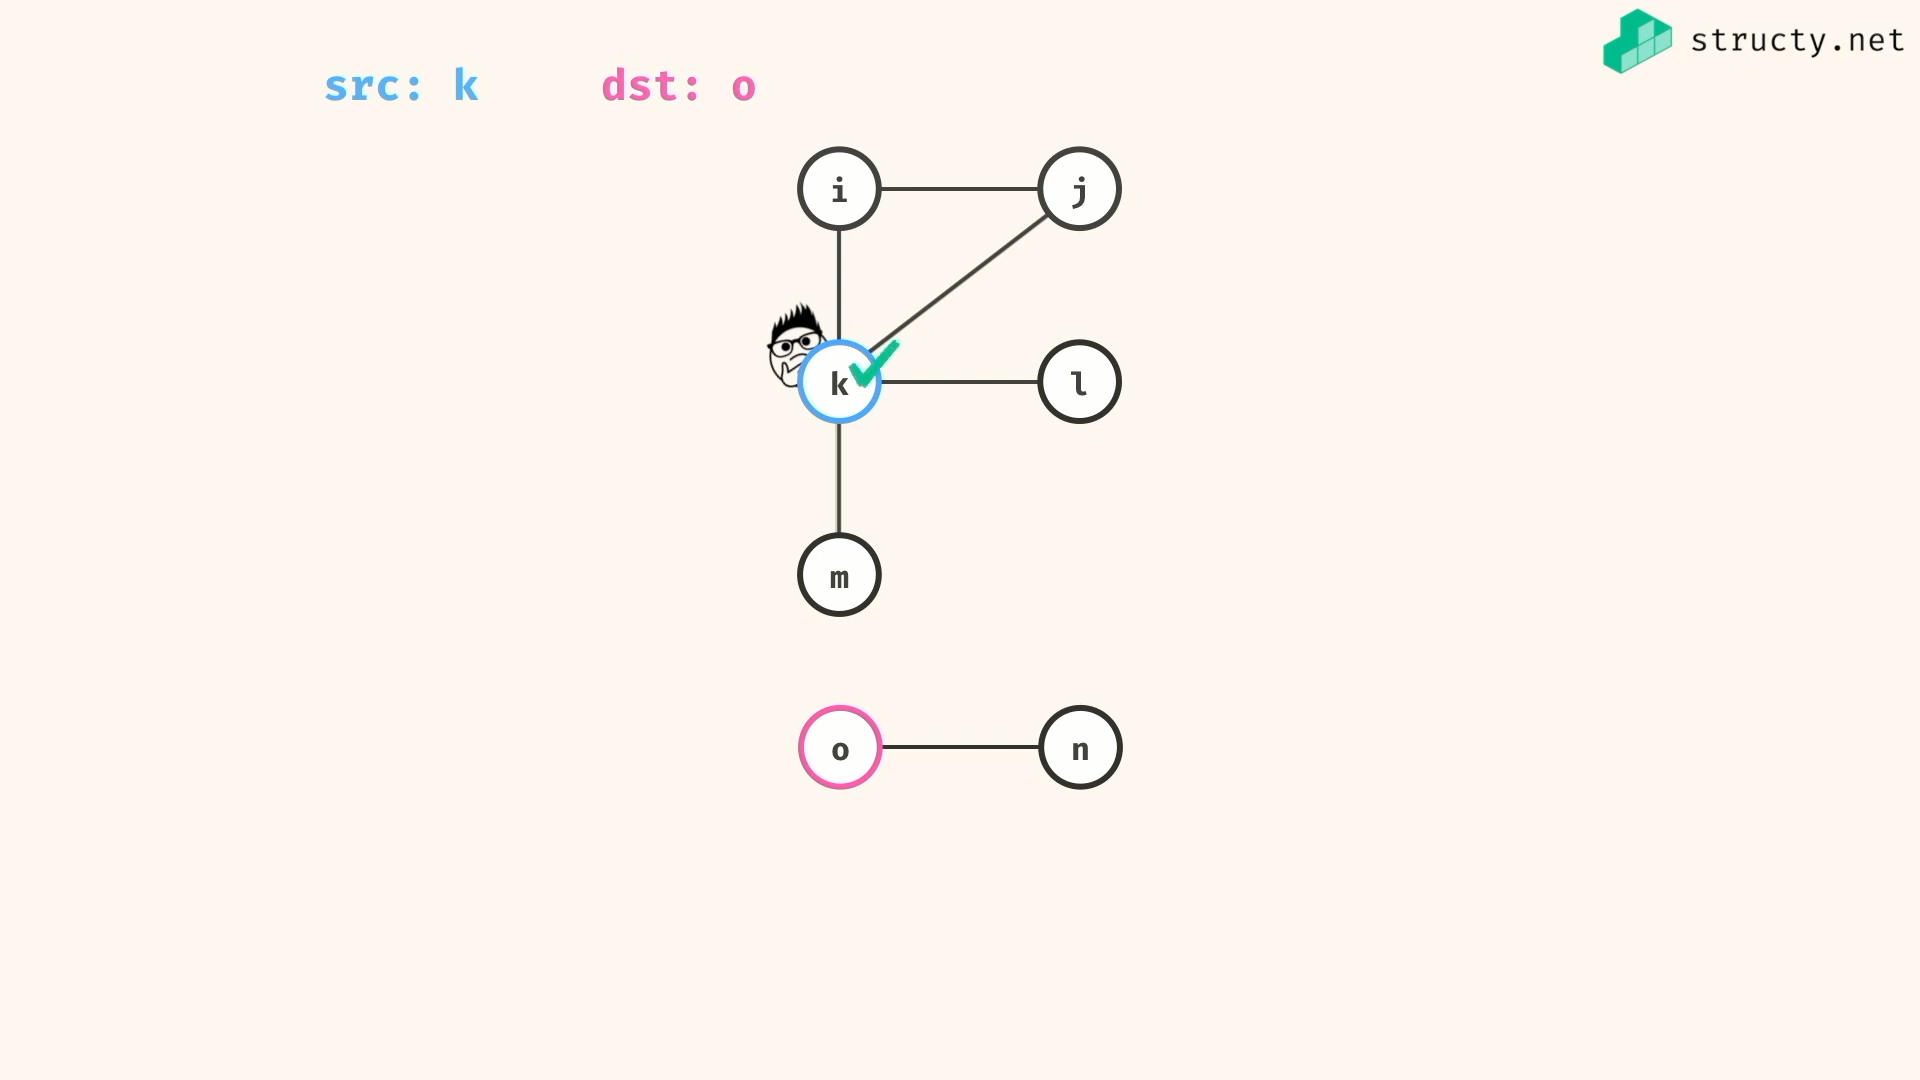 structy.net
src: k dst: o
i j
k l
m
o n